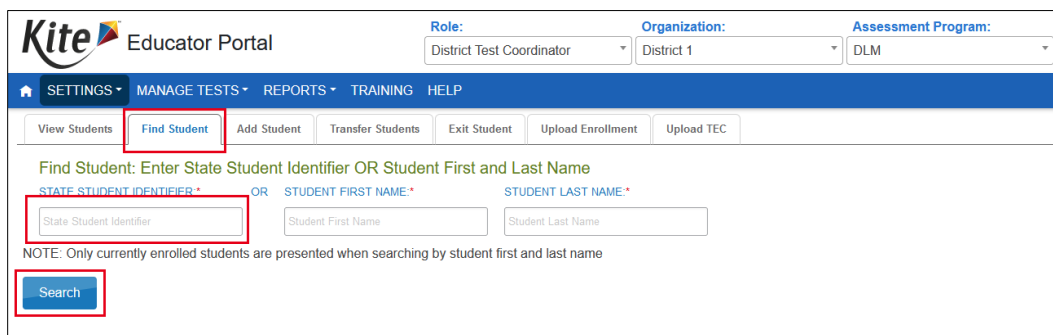 Kite Educator Portal
Role: Organization: Assessment Program:
District Test Coordinator District 1 DLM
SETTINGS MANAGE TESTS REPORTS TRAINING HELP
View Students Find Student Add Student Transfer Students Exit Student Upload Enrollment Upload TEC
Find Student: Enter State Student Identifier OR Student First and Last Name
STATE STUDENT IDENTIFIER:* OR STUDENT FIRST NAME:* STUDENT LAST NAME:*
State Student Identifier Student First Name Student Last Name
NOTE: Only currently enrolled students are presented when searching by student first and last name
Search